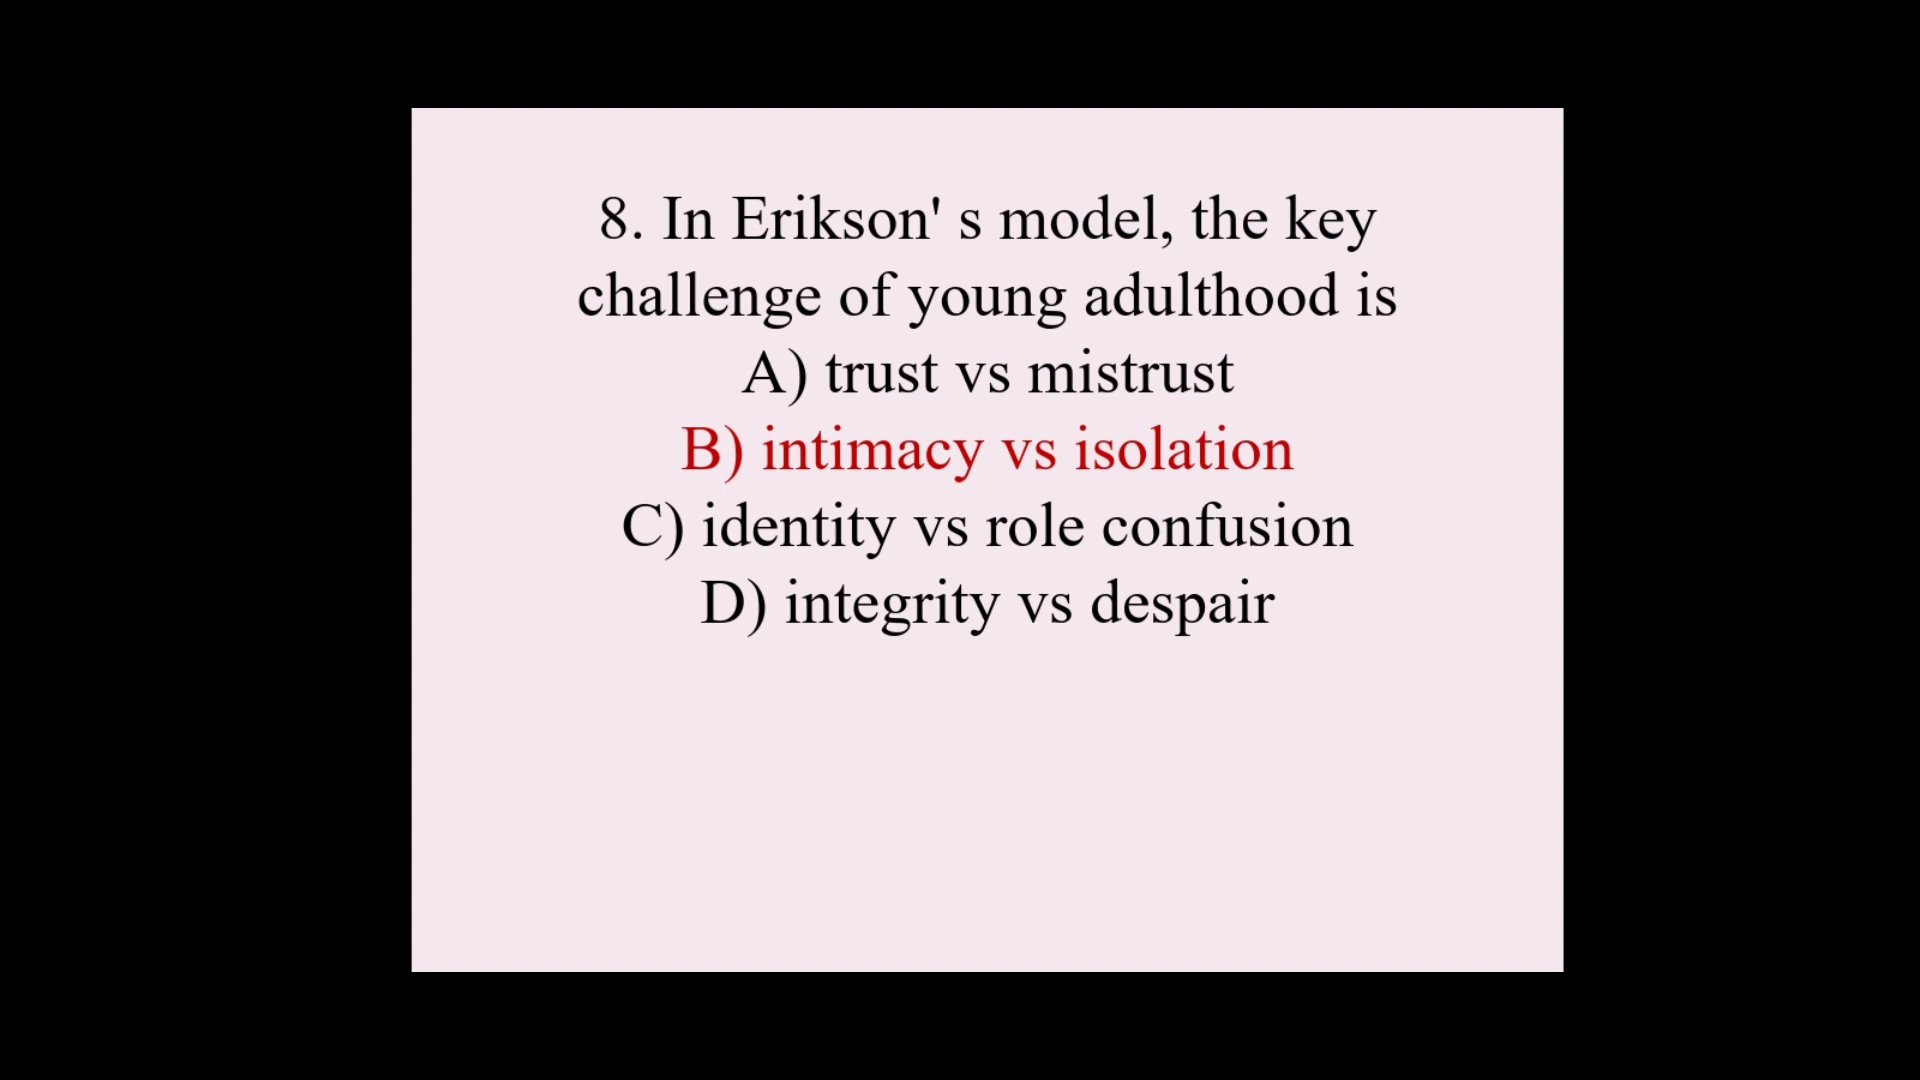 8. In Erikson' s model, the key
challenge of young adulthood is
A) trust vs mistrust
B) intimacy vs isolation
C) identity vs role confusion
D) integrity vs despair